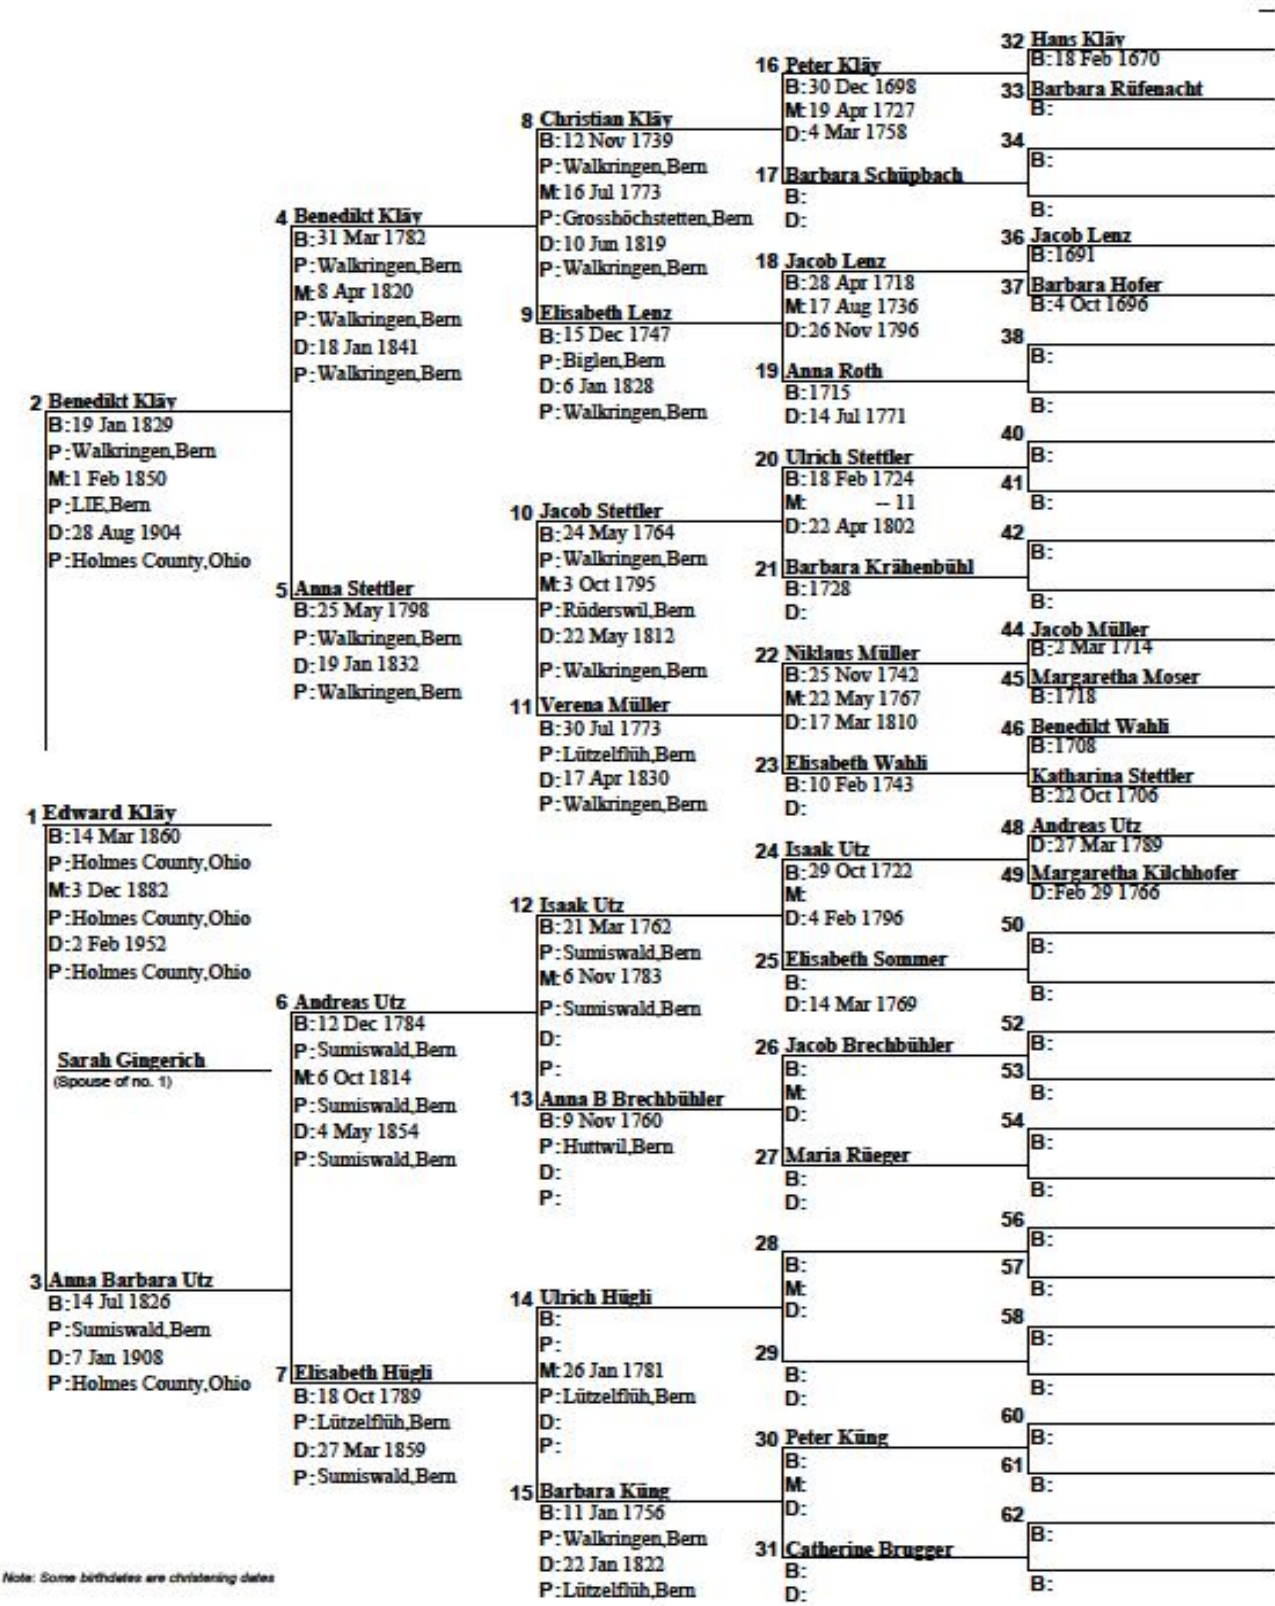 2 Benedikt Kläy
B:19 Jan 1829
P:Walkringen,Bern
M:1 Feb 1850
P:LIE,Bern
D:28 Aug 1904
P:Holmes County,Ohio
1 Edward Kläy
B:14 Mar 1860
P:Holmes County,Ohio
M:3 Dec 1882
P:Holmes County,Ohio
D:2 Feb 1952
P:Holmes County,Ohio
Sarah Gingerich
(Spouse of no. 1)
3 Anna Barbara Utz
B:14 Jul 1826
P:Sumiswald,Bern
D:7 Jan 1908
P:Holmes County,Ohio
Note: Some birthdates are christening dates
4 Benedikt Kläy
B:31 Mar 1782
P:Walkringen,Bern
M:8 Apr 1820
P:Walkringen,Bern
D:18 Jan 1841
P:Walkringen,Bern
5 Anna Stettler
B:25 May 1798
P:Walkringen,Bern
D:19 Jan 1832
P:Walkringen,Bern
6 Andreas Utz
B:12 Dec 1784
P:Sumiswald,Bern
M:6 Oct 1814
P:Sumiswald,Bern
D:4 May 1854
P:Sumiswald,Bern
7 Elisabeth Hügli
B:18 Oct 1789
P:Lützelflüh,Bern
D:27 Mar 1859
P:Sumiswald,Bern
8 Christian Kläy
B:12 Nov 1739
P:Walkringen,Bern
M:16 Jul 1773
P:Grosshöchstetten,Bern
D:10 Jun 1819
P:Walkringen,Bern
9 Elisabeth Lenz
B:15 Dec 1747
P:Biglen,Bern
D:6 Jan 1828
P:Walkringen,Bern
10 Jacob Stettler
B:24 May 1764
P:Walkringen,Bern
M:3 Oct 1795
P:Rüderswil,Bern
D:22 May 1812
P:Walkringen,Bern
11 Verena Müller
B:30 Jul 1773
P:Lützelflüh,Bern
D:17 Apr 1830
P:Walkringen,Bern
12 Isaak Utz
B:21 Mar 1762
P:Sumiswald,Bern
M:6 Nov 1783
P:Sumiswald,Bern
D:
P:
13 Anna B Brechbühler
B:9 Nov 1760
P:Huttwil,Bern
D:
P:
14 Ulrich Hügli
B:
P:
M:26 Jan 1781
P:Lützelflüh,Bern
D:
P:
15 Barbara Küng
B:11 Jan 1756
P:Walkringen,Bern
D:22 Jan 1822
P:Lützelflüh,Bern
16 Peter Kläy
B:30 Dec 1698
M:19 Apr 1727
D:4 Mar 1758
17 Barbara Schüpbach
B:
D:
18 Jacob Lenz
B:28 Apr 1718
M:17 Aug 1736
D:26 Nov 1796
19 Anna Roth
B:1715
D:14 Jul 1771
20 Ulrich Stettler
B:18 Feb 1724
M: -- 11
D:22 Apr 1802
21 Barbara Krähenbühl
B:1728
D:
22 Niklaus Müller
B:25 Nov 1742
M:22 May 1767
D:17 Mar 1810
23 Elisabeth Wahli
B:10 Feb 1743
D:
24 Isaak Utz
B:29 Oct 1722
M:
D:4 Feb 1796
25 Elisabeth Sommer
B:
D:14 Mar 1769
26 Jacob Brechbühler
B:
M:
D:
27 Maria Rüeger
B:
D:
28
B:
M:
D:
29
B:
D:
30 Peter Küng
B:
M:
D:
31 Catherine Brugger
B:
D:
32 Hans Kläy
B:18 Feb 1670
33 Barbara Rüfenacht
B:
34
B:
B:
36 Jacob Lenz
B:1691
37 Barbara Hofer
B:4 Oct 1696
38
B:
B:
40
B:
41
B:
42
B:
B:
44 Jacob Müller
B:2 Mar 1714
45 Margaretha Moser
B:1718
46 Benedikt Wahli
B:1708
Katharina Stettler
B:22 Oct 1706
48 Andreas Utz
D:27 Mar 1789
49 Margaretha Kilchhofer
D:Feb 29 1766
50
B:
B:
52
B:
53
B:
54
B:
B:
56
B:
57
B:
58
B:
B:
60
B:
61
B:
62
B:
B: